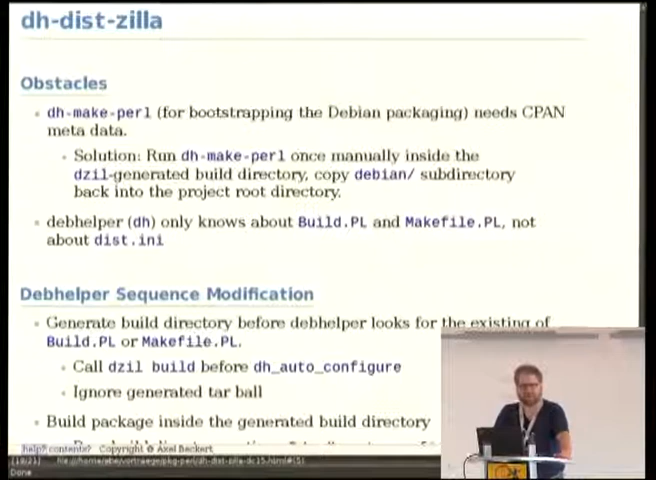 dh-dist-zilla
Obstacles
dh-make-perl (for bootstrapping the Debian packaging) needs CPAN
meta data.
Solution: Run dh-make-perl once manually inside the
dzil-generated build directory, copy debian/ subdirectory
back into the project root directory.
debhelper (dh) only knows about Build.PL and Makefile.PL, not
about dist.ini
Debhelper Sequence Modification
Generate build directory before debhelper looks for the existing of
Build.PL or Makefile.PL.
Call dzil build before dh_auto_configure
Ignore generated tar ball
Build package inside the generated build directory
help? contents? Copyright © Axel Beckert
Done